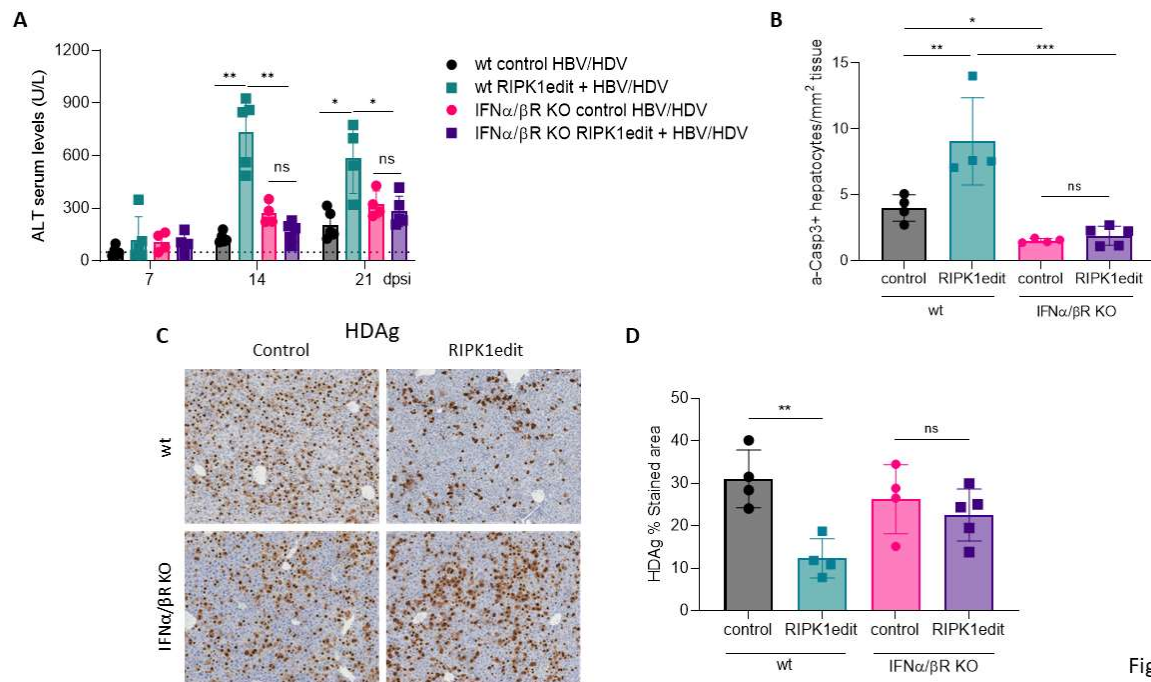 A
ALT serum levels (U/L)
1200
900
600
300
0
** **
ns
* *
ns
7 14 21 dpsi
wt control HBV/HDV
wt RIPK1edit + HBV/HDV
IFNα/βR KO control HBV/HDV
IFNα/βR KO RIPK1edit + HBV/HDV
B
a-Casp3+ hepatocytes/mm² tissue
15
10
5
0
*
** ***
ns
control RIPK1edit control RIPK1edit
wt IFNα/βR KO
C
HDAg
Control RIPK1edit
wt
IFNα/βR KO
D
HDAg % Stained area
50
40
30
20
10
0
**
ns
control RIPK1edit control RIPK1edit
wt IFNα/βR KO
Fig